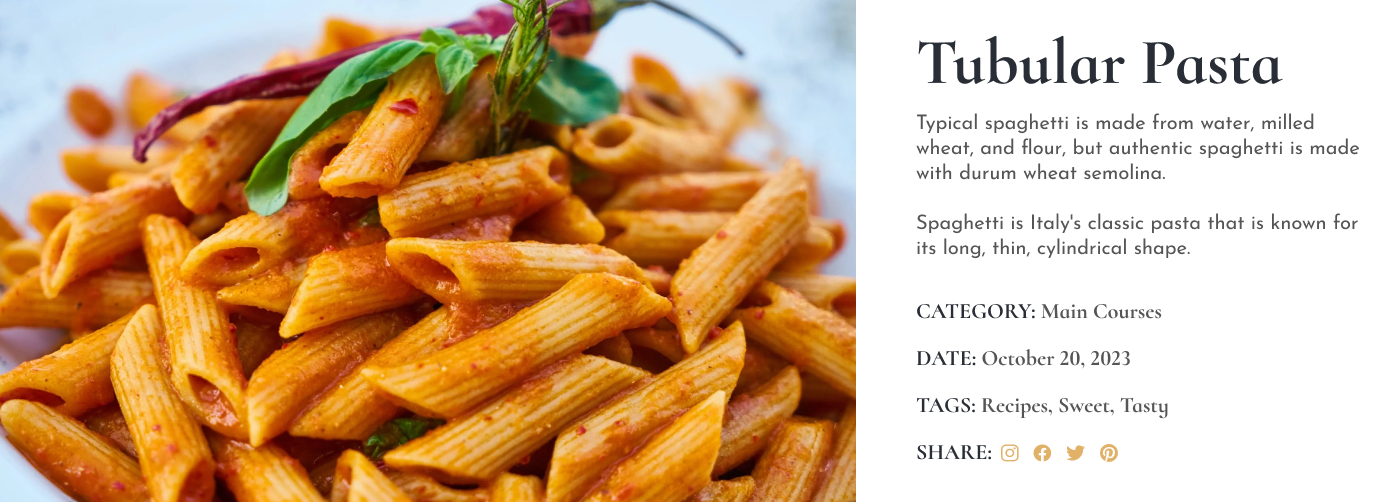 Tubular Pasta
Typical spaghetti is made from water, milled
wheat, and flour, but authentic spaghetti is made
with durum wheat semolina.
Spaghetti is Italy's classic pasta that is known for
its long, thin, cylindrical shape.
CATEGORY: Main Courses
DATE: October 20, 2023
TAGS: Recipes, Sweet, Tasty
SHARE: